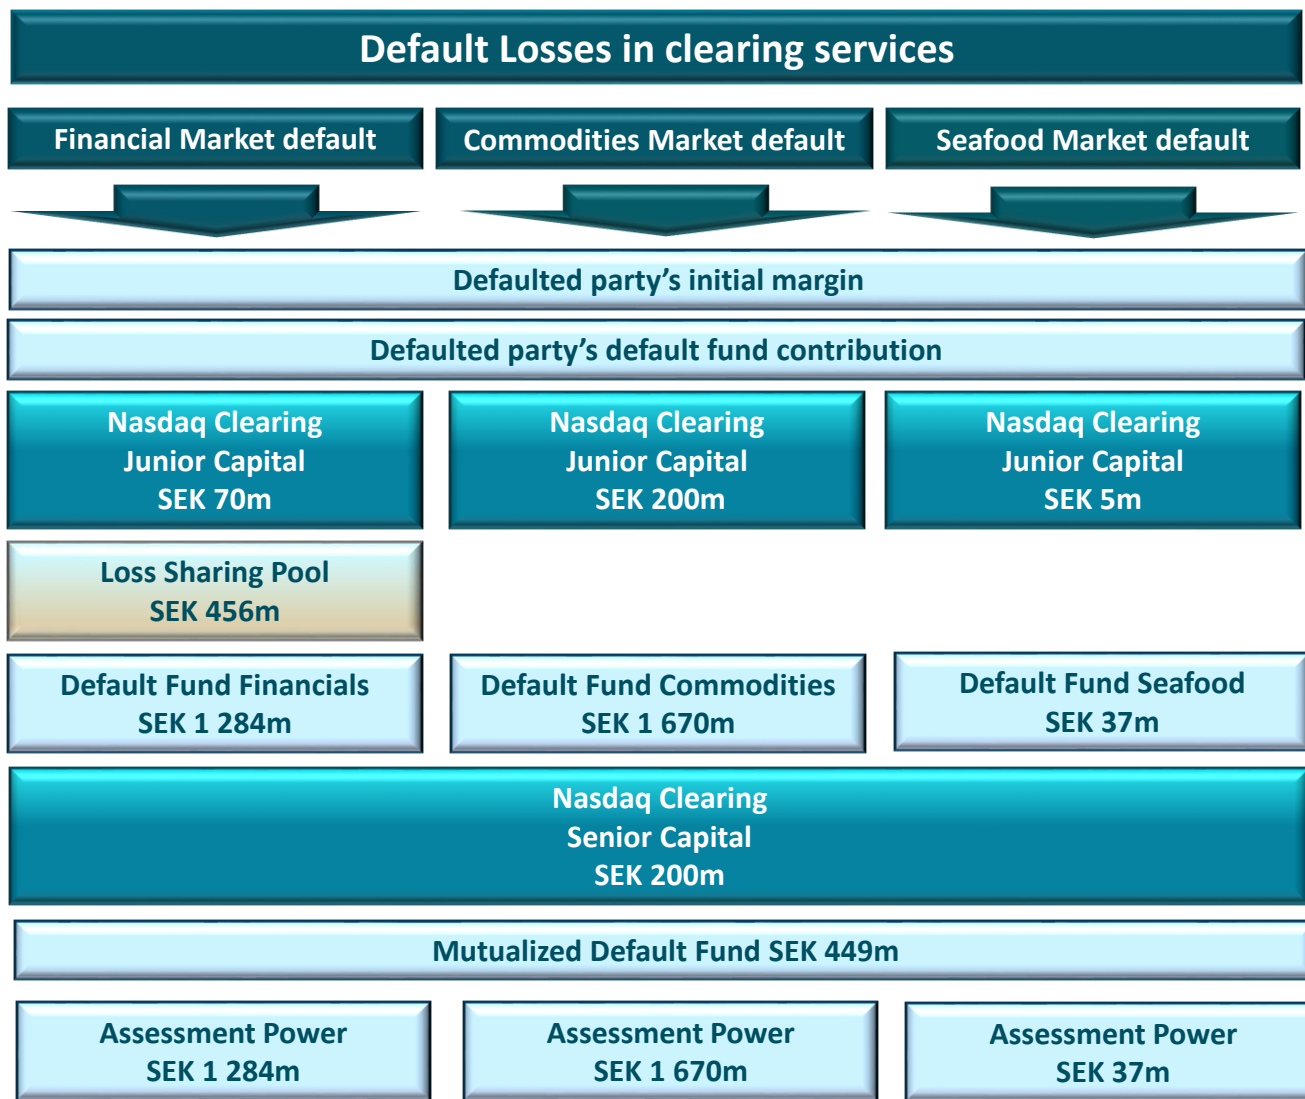 Default Losses in clearing services
Financial Market default
Commodities Market default
Seafood Market default
Defaulted party’s initial margin
Defaulted party’s default fund contribution
Nasdaq Clearing
Junior Capital
SEK 70m
Nasdaq Clearing
Junior Capital
SEK 200m
Nasdaq Clearing
Junior Capital
SEK 5m
Loss Sharing Pool
SEK 456m
Default Fund Financials
SEK 1 284m
Default Fund Commodities
SEK 1 670m
Default Fund Seafood
SEK 37m
Nasdaq Clearing
Senior Capital
SEK 200m
Mutualized Default Fund SEK 449m
Assessment Power
SEK 1 284m
Assessment Power
SEK 1 670m
Assessment Power
SEK 37m